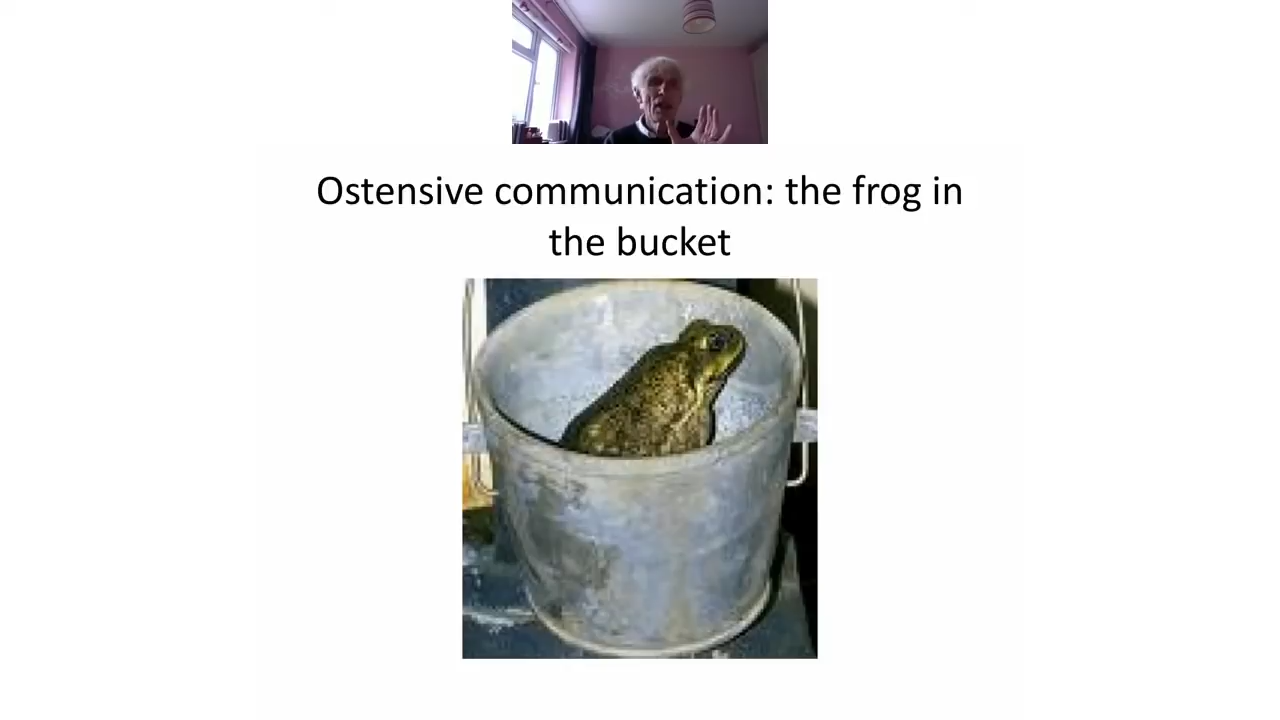 Ostensive communication: the frog in
the bucket